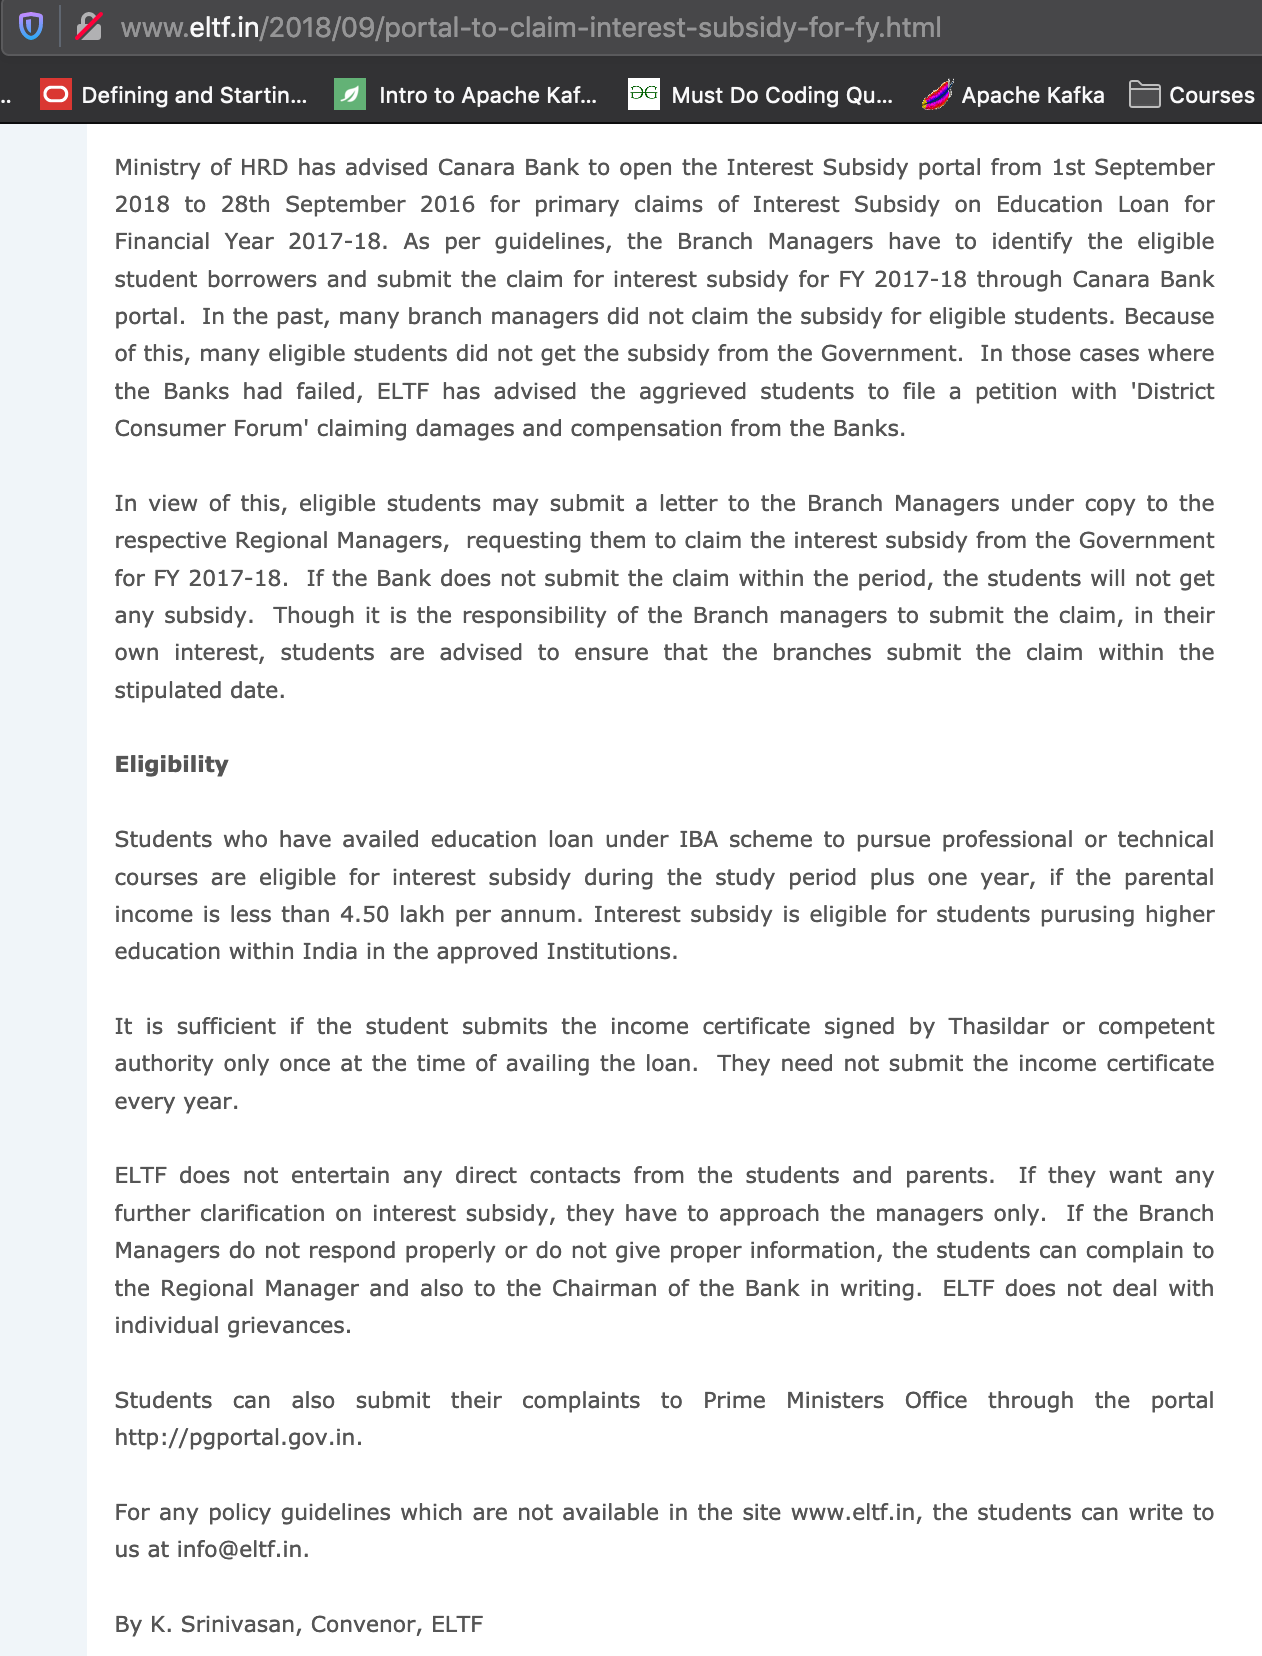 www.eltf.in/2018/09/portal-to-claim-interest-subsidy-for-fy.html
.. Defining and Startin... Intro to Apache Kaf... Must Do Coding Qu... Apache Kafka Courses
Ministry of HRD has advised Canara Bank to open the Interest Subsidy portal from 1st September
2018 to 28th September 2016 for primary claims of Interest Subsidy on Education Loan for
Financial Year 2017-18. As per guidelines, the Branch Managers have to identify the eligible
student borrowers and submit the claim for interest subsidy for FY 2017-18 through Canara Bank
portal.  In the past, many branch managers did not claim the subsidy for eligible students. Because
of this, many eligible students did not get the subsidy from the Government.  In those cases where
the Banks had failed, ELTF has advised the aggrieved students to file a petition with 'District
Consumer Forum' claiming damages and compensation from the Banks.
In view of this, eligible students may submit a letter to the Branch Managers under copy to the
respective Regional Managers,  requesting them to claim the interest subsidy from the Government
for FY 2017-18.  If the Bank does not submit the claim within the period, the students will not get
any subsidy.  Though it is the responsibility of the Branch managers to submit the claim, in their
own interest, students are advised to ensure that the branches submit the claim within the
stipulated date.
Eligibility
Students who have availed education loan under IBA scheme to pursue professional or technical
courses are eligible for interest subsidy during the study period plus one year, if the parental
income is less than 4.50 lakh per annum. Interest subsidy is eligible for students purusing higher
education within India in the approved Institutions.
It is sufficient if the student submits the income certificate signed by Thasildar or competent
authority only once at the time of availing the loan.  They need not submit the income certificate
every year.
ELTF does not entertain any direct contacts from the students and parents.  If they want any
further clarification on interest subsidy, they have to approach the managers only.  If the Branch
Managers do not respond properly or do not give proper information, the students can complain to
the Regional Manager and also to the Chairman of the Bank in writing.  ELTF does not deal with
individual grievances.
Students can also submit their complaints to Prime Ministers Office through the portal
http://pgportal.gov.in.
For any policy guidelines which are not available in the site www.eltf.in, the students can write to
us at info@eltf.in.
By K. Srinivasan, Convenor, ELTF